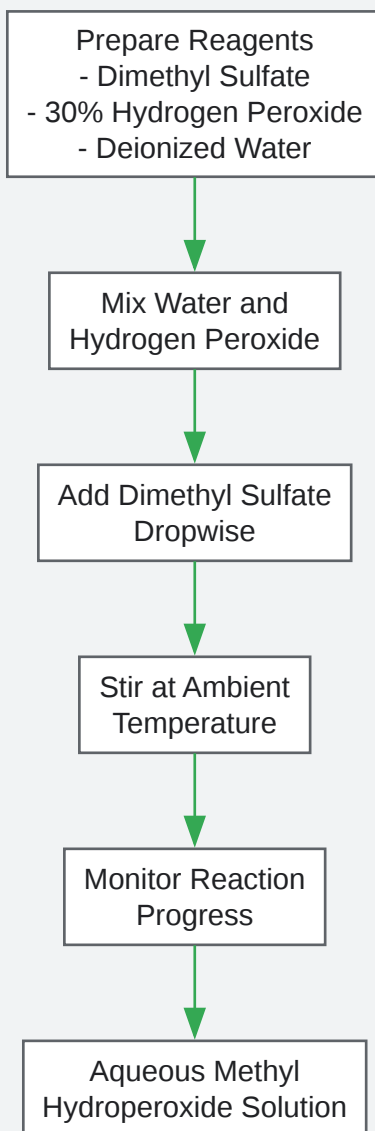 Prepare Reagents
- Dimethyl Sulfate
- 30% Hydrogen Peroxide
- Deionized Water
Mix Water and
Hydrogen Peroxide
Add Dimethyl Sulfate
Dropwise
Stir at Ambient
Temperature
Monitor Reaction
Progress
Aqueous Methyl
Hydroperoxide Solution